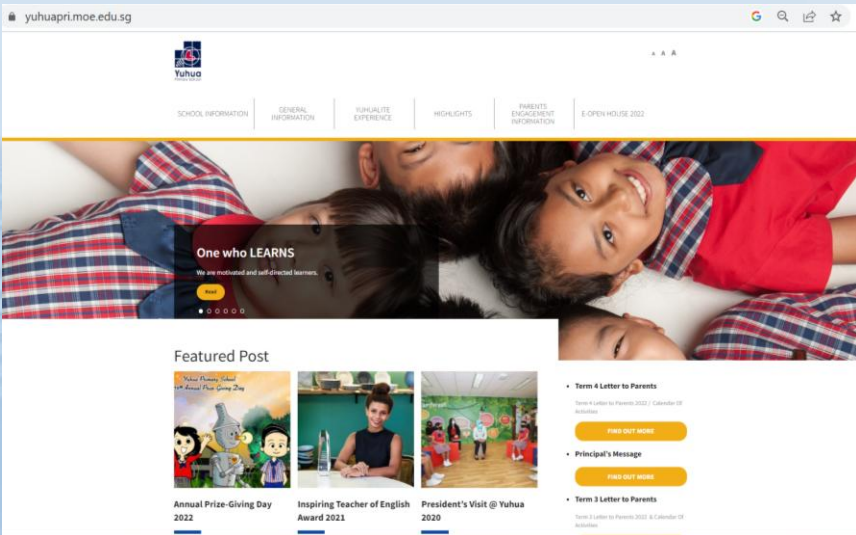 yuhuapri.moe.edu.sg
Yuhua
A A A
SCHOOL INFORMATION
GENERAL
INFORMATION
YUHUALITE
EXPERIENCE
HIGHLIGHTS
PARENTS
ENGAGEMENT
INFORMATION
E-OPEN HOUSE 2022
One who LEARNS
We are motivated and self-directed learners.
Read
Featured Post
Yuhua Primary School
Annual Prize Giving Day
Annual Prize-Giving Day
2022
Inspiring Teacher of English
Award 2021
President's Visit @ Yuhua
2020
Term 4 Letter to Parents
Term 4 Letter to Parents 2022 / Calendar Of
Activities
FIND OUT MORE
Principal's Message
FIND OUT MORE
Term 3 Letter to Parents
Term 3 Letter to Parents 2022 & Calendar Of
Activities